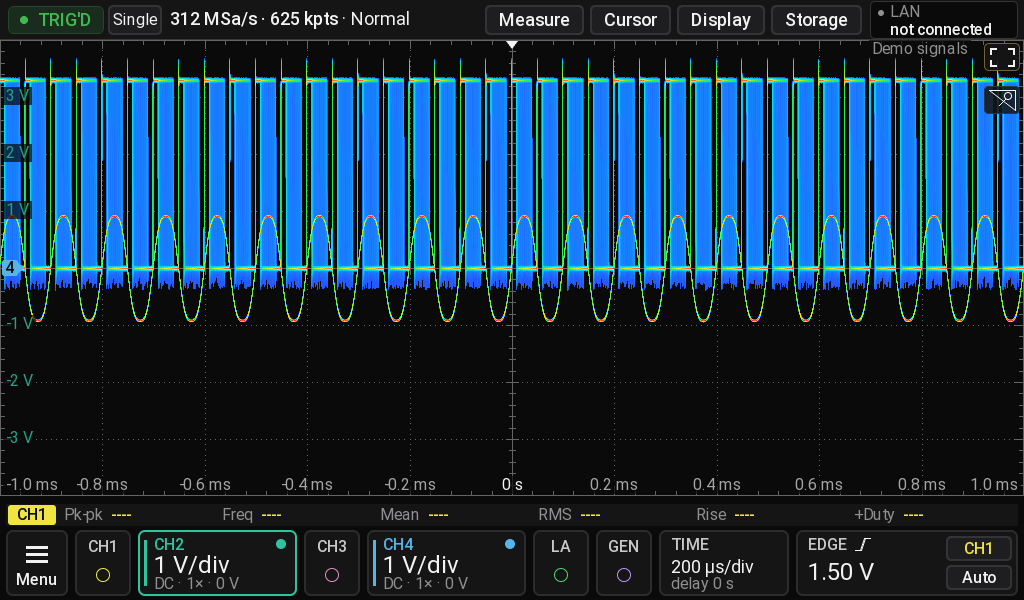 TRIG'D Single 312 MSa/s · 625 kpts · Normal Measure Cursor Display Storage LAN
not connected
Demo signals
3 V
2 V
1 V
4
-1 V
-2 V
-3 V
-1.0 ms -0.8 ms -0.6 ms -0.4 ms -0.2 ms 0 s 0.2 ms 0.4 ms 0.6 ms 0.8 ms 1.0 ms
CH1 Pk-pk ---- Freq ---- Mean ---- RMS ---- Rise ---- +Duty ----
Menu
CH1
CH2
1 V/div
DC · 1× · 0 V
CH3
CH4
1 V/div
DC · 1× · 0 V
LA
GEN
TIME
200 µs/div
delay 0 s
EDGE
1.50 V
CH1
Auto